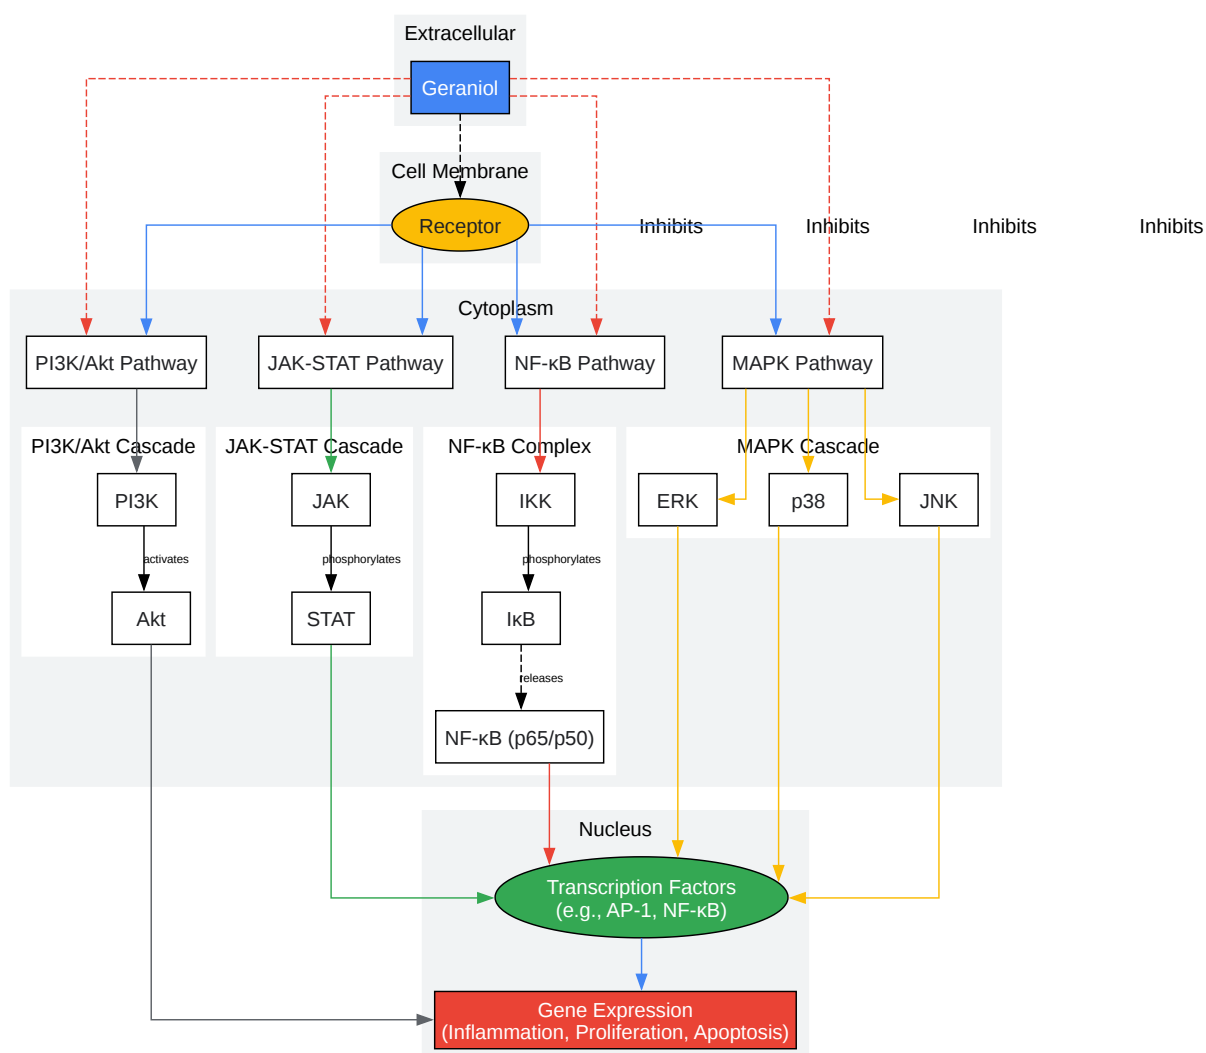 Extracellular
Geraniol
Cell Membrane
Receptor
Inhibits
Inhibits
Inhibits
Inhibits
Cytoplasm
PI3K/Akt Pathway
JAK-STAT Pathway
NF-κB Pathway
MAPK Pathway
PI3K/Akt Cascade
JAK-STAT Cascade
NF-κB Complex
MAPK Cascade
PI3K
JAK
IKK
ERK
p38
JNK
activates
phosphorylates
phosphorylates
Akt
STAT
IκB
releases
NF-κB (p65/p50)
Nucleus
Transcription Factors
(e.g., AP-1, NF-κB)
Gene Expression
(Inflammation, Proliferation, Apoptosis)